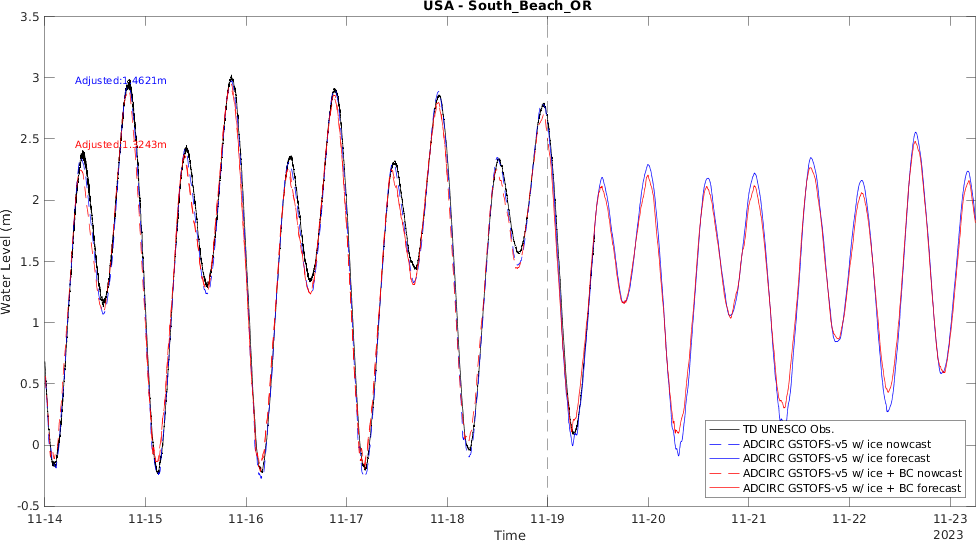 USA - South_Beach_OR
3.5
3
2.5
2
1.5
1
0.5
0
-0.5
Water Level (m)
Adjusted:1.4621m
Adjusted:1.3243m
TD UNESCO Obs.
ADCIRC GSTOFS-v5 w/ ice nowcast
ADCIRC GSTOFS-v5 w/ ice forecast
ADCIRC GSTOFS-v5 w/ ice + BC nowcast
ADCIRC GSTOFS-v5 w/ ice + BC forecast
11-14 11-15 11-16 11-17 11-18 11-19 11-20 11-21 11-22 11-23
Time
2023